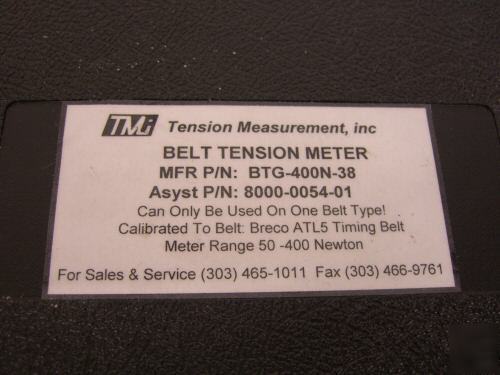 TMi Tension Measurement, inc
BELT TENSION METER
MFR P/N: BTG-400N-38
Asyst P/N: 8000-0054-01
Can Only Be Used On One Belt Type!
Calibrated To Belt: Breco ATL5 Timing Belt
Meter Range 50 -400 Newton
For Sales & Service (303) 465-1011 Fax (303) 466-9761